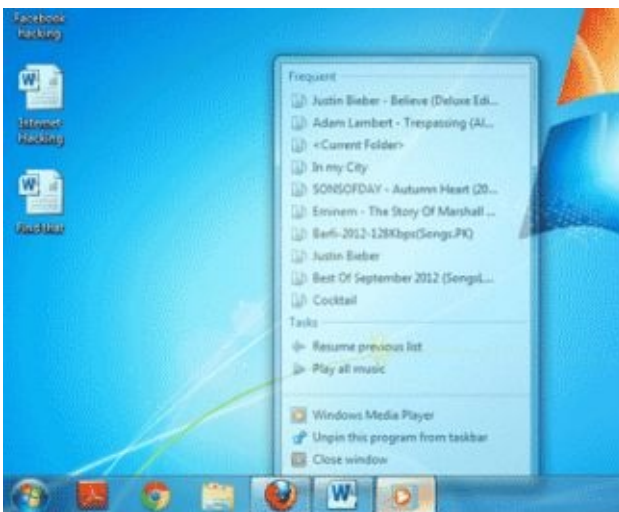 Facebook
Hacking
Internet
Hacking
Find that
Frequent
Justin Bieber - Believe (Deluxe Edi...
Adam Lambert - Trespassing (Al...
<Current Folder>
In my City
SONSOFDAY - Autumn Heart (20...
Eminem - The Story Of Marshall ...
Barfi-2012-128Kbps(Songs.PK)
Justin Bieber
Best Of September 2012 (SongsL...
Cocktail
Tasks
Resume previous list
Play all music
Windows Media Player
Unpin this program from taskbar
Close window